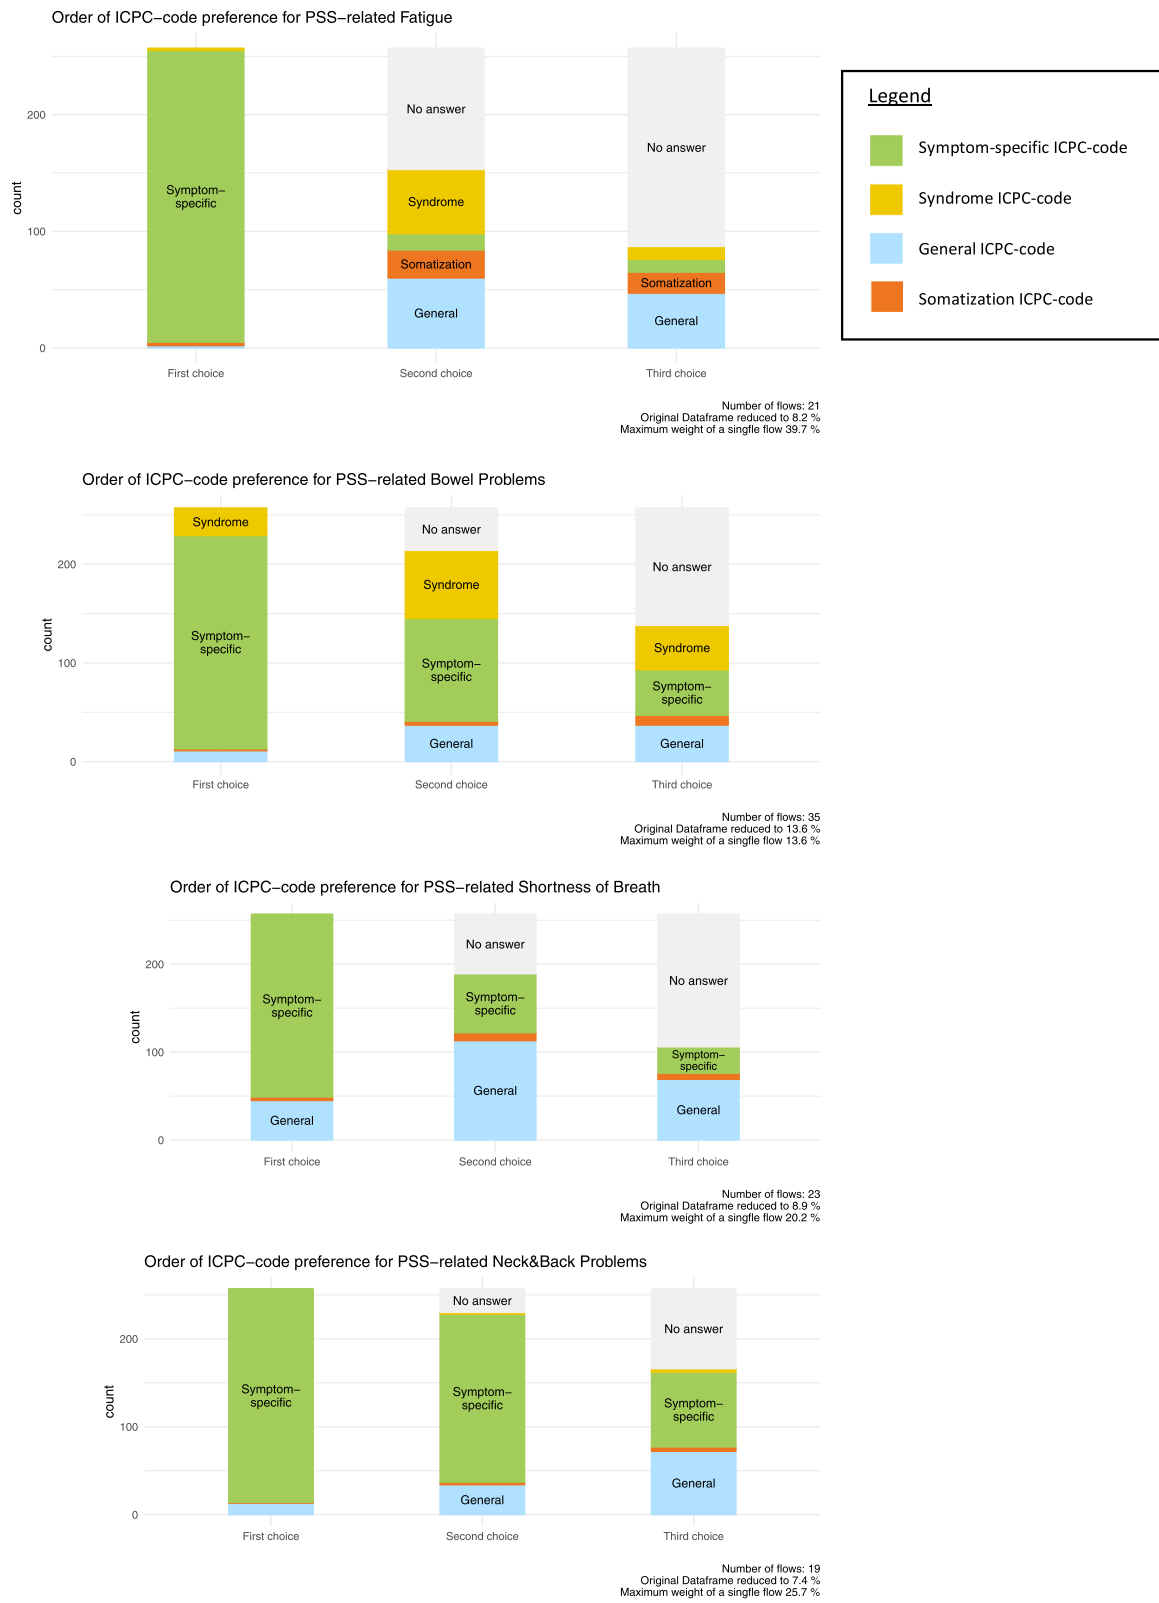 Order of ICPC−code preference for PSS−related Fatigue
Legend
Symptom-specific ICPC-code
Syndrome ICPC-code
General ICPC-code
Somatization ICPC-code
count
200
100
0
Symptom−
specific
No answer
Syndrome
Somatization
General
No answer
Somatization
General
First choice
Second choice
Third choice
Number of flows: 21
Original Dataframe reduced to 8.2 %
Maximum weight of a singfle flow 39.7 %
Order of ICPC−code preference for PSS−related Bowel Problems
count
200
100
0
Syndrome
Symptom−
specific
No answer
Syndrome
Symptom−
specific
General
No answer
Syndrome
Symptom−
specific
General
First choice
Second choice
Third choice
Number of flows: 35
Original Dataframe reduced to 13.6 %
Maximum weight of a singfle flow 13.6 %
Order of ICPC−code preference for PSS−related Shortness of Breath
count
200
100
0
Symptom−
specific
General
No answer
Symptom−
specific
General
No answer
Symptom−
specific
General
First choice
Second choice
Third choice
Number of flows: 23
Original Dataframe reduced to 8.9 %
Maximum weight of a singfle flow 20.2 %
Order of ICPC−code preference for PSS−related Neck&Back Problems
count
200
100
0
Symptom−
specific
No answer
Symptom−
specific
General
No answer
Symptom−
specific
General
First choice
Second choice
Third choice
Number of flows: 19
Original Dataframe reduced to 7.4 %
Maximum weight of a singfle flow 25.7 %